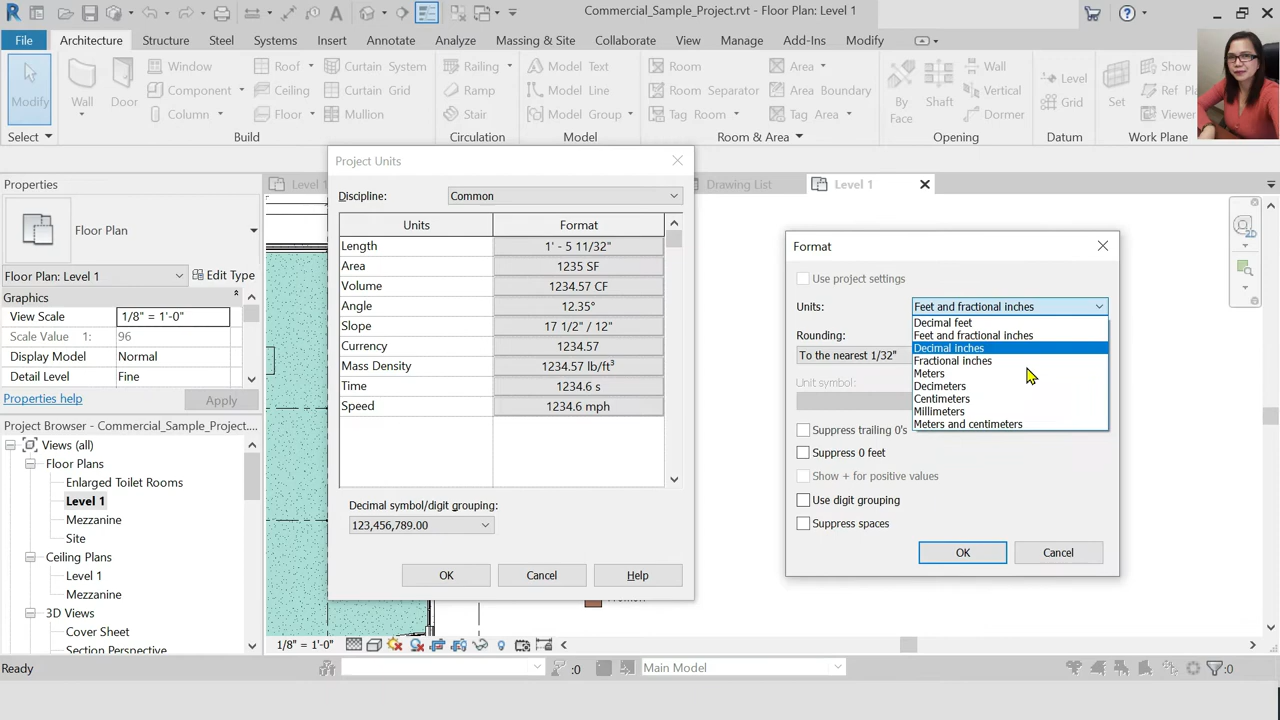 Commercial_Sample_Project.rvt - Floor Plan: Level 1
File Architecture Structure Steel Systems Insert Annotate Analyze Massing & Site Collaborate View Manage Add-Ins Modify
Modify
Wall
Door
Window
Component
Column
Roof
Ceiling
Floor
Curtain System
Curtain Grid
Mullion
Railing
Ramp
Stair
Model Text
Model Line
Model Group
Room
Room Separator
Tag Room
Area
Area Boundary
Tag Area
By
Face
Shaft
Wall
Vertical
Dormer
Level
Grid
Set
Show
Ref
Viewer
Select Build Circulation Model Room & Area Opening Datum Work Plane
Properties
Floor Plan
Floor Plan: Level 1 Edit Type
Graphics
View Scale 1/8" = 1'-0"
Scale Value 1: 96
Display Model Normal
Detail Level Fine
Properties help Apply
Project Browser - Commercial_Sample_Project....
Views (all)
Floor Plans
Enlarged Toilet Rooms
Level 1
Mezzanine
Site
Ceiling Plans
Level 1
Mezzanine
3D Views
Cover Sheet
Section Perspective
Level 1
Drawing List
Level 1
Project Units
Discipline: Common
Units Format
Length 1' - 5 11/32"
Area 1235 SF
Volume 1234.57 CF
Angle 12.35°
Slope 17 1/2" / 12"
Currency 1234.57
Mass Density 1234.57 lb/ft³
Time 1234.6 s
Speed 1234.6 mph
Decimal symbol/digit grouping:
123,456,789.00
OK Cancel Help
Format
Use project settings
Units: Feet and fractional inches
Decimal feet
Feet and fractional inches
Decimal inches
Fractional inches
Meters
Decimeters
Centimeters
Millimeters
Meters and centimeters
Rounding:
To the nearest 1/32"
Unit symbol:
Suppress trailing 0's
Suppress 0 feet
Show + for positive values
Use digit grouping
Suppress spaces
OK Cancel
1/8" = 1'-0"
Ready
:0
Main Model
:0